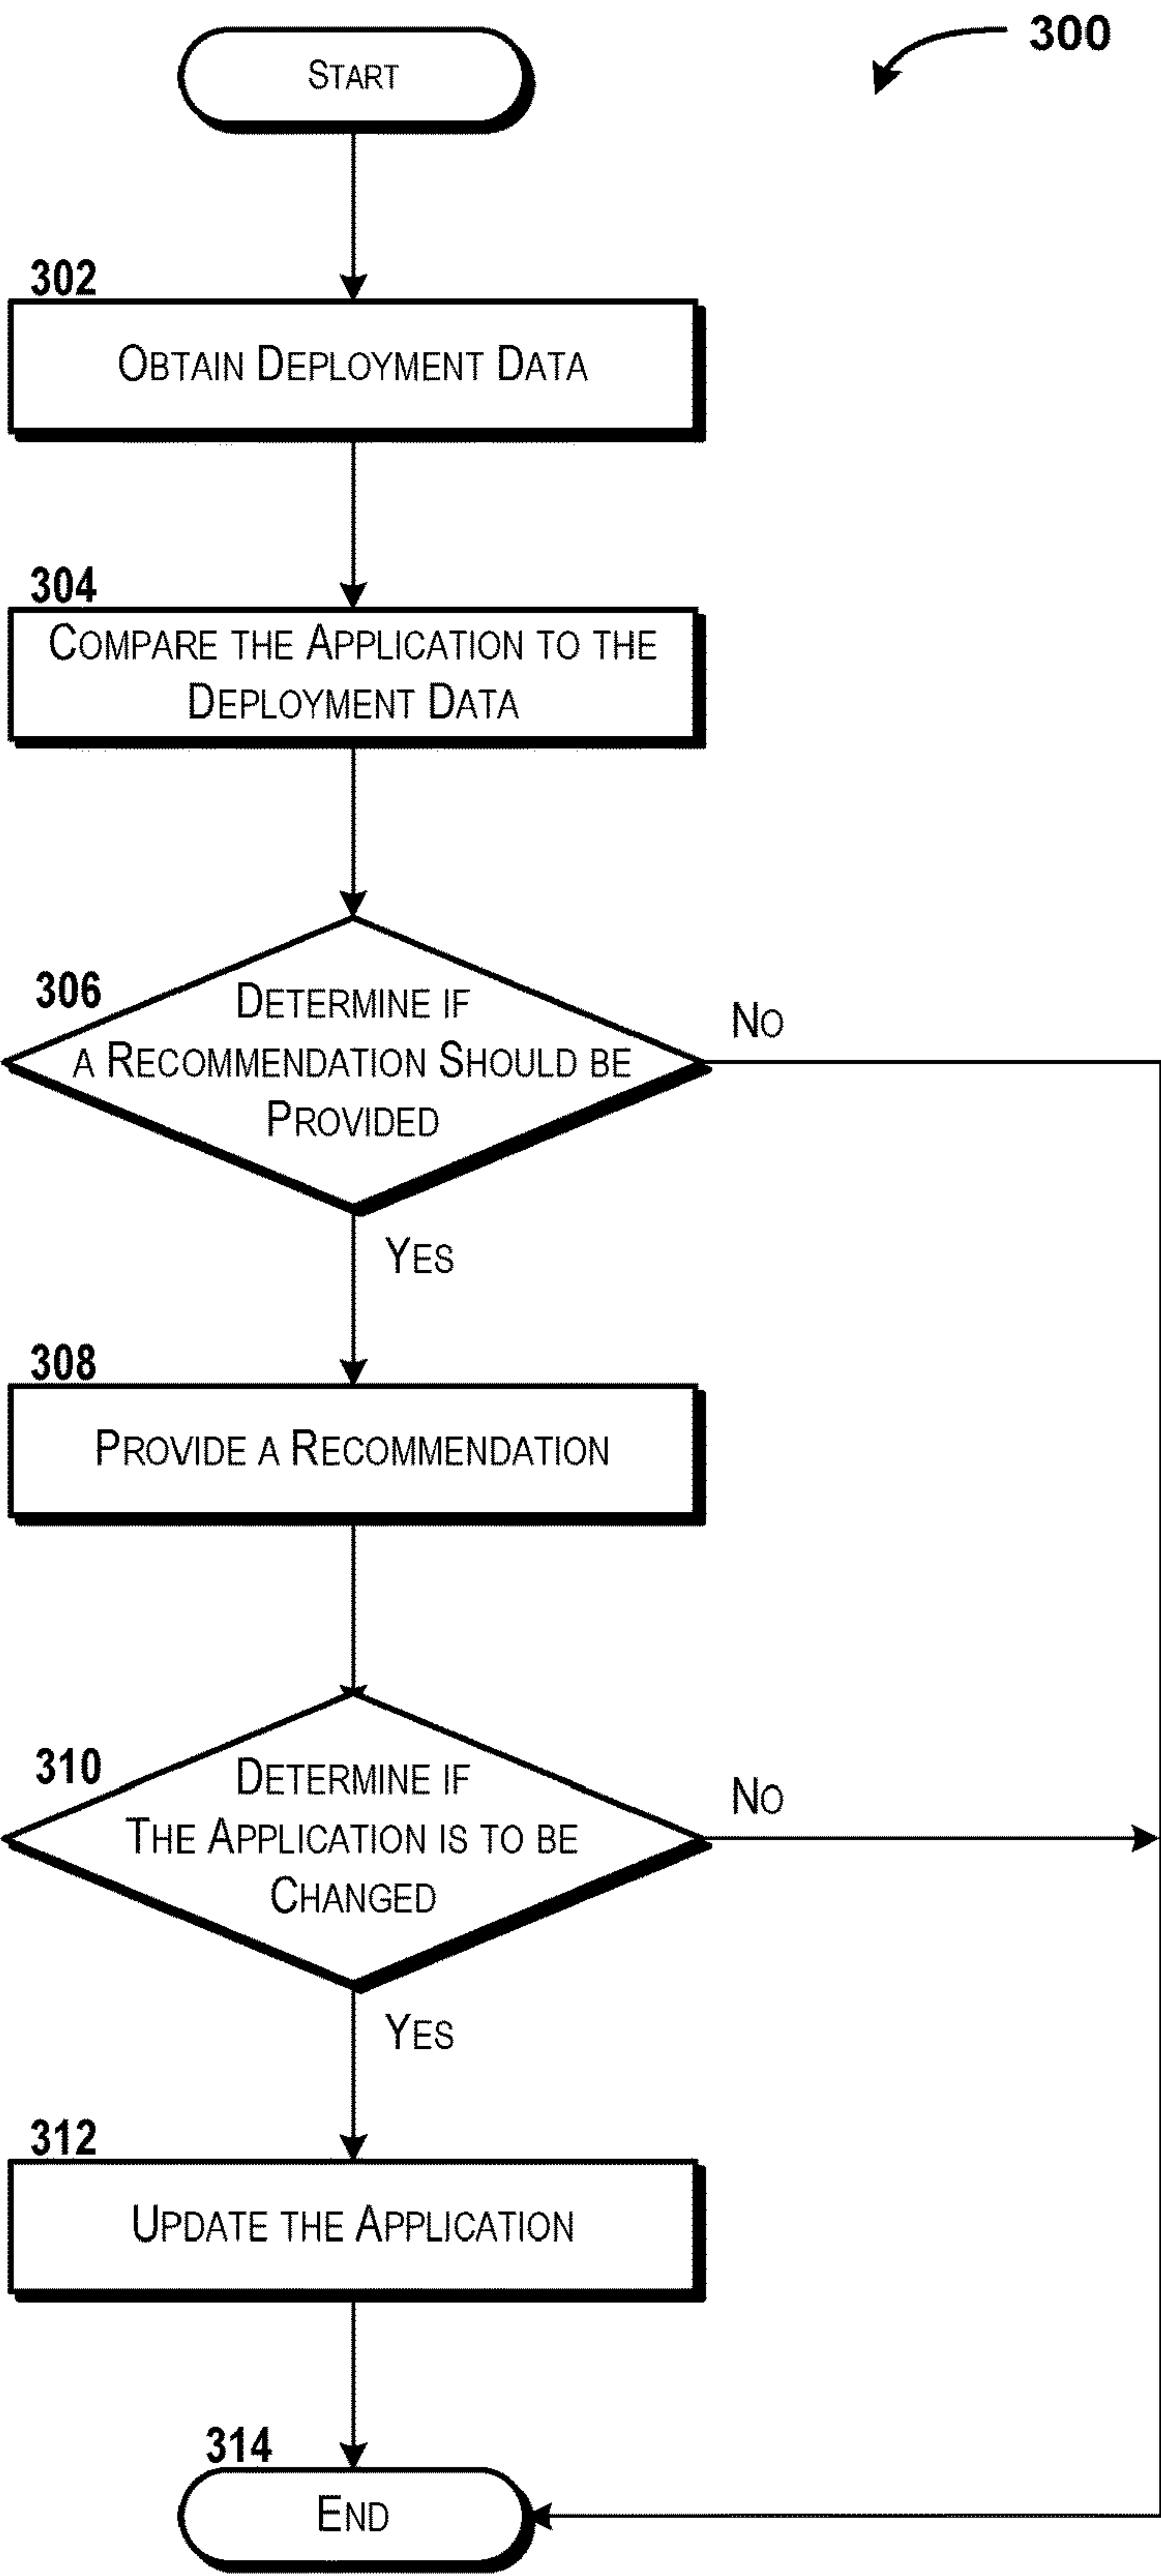 300
START
302
OBTAIN DEPLOYMENT DATA
304
COMPARE THE APPLICATION TO THE
DEPLOYMENT DATA
306
DETERMINE IF
A RECOMMENDATION SHOULD BE
PROVIDED
NO
YES
308
PROVIDE A RECOMMENDATION
310
DETERMINE IF
THE APPLICATION IS TO BE
CHANGED
NO
YES
312
UPDATE THE APPLICATION
314
END